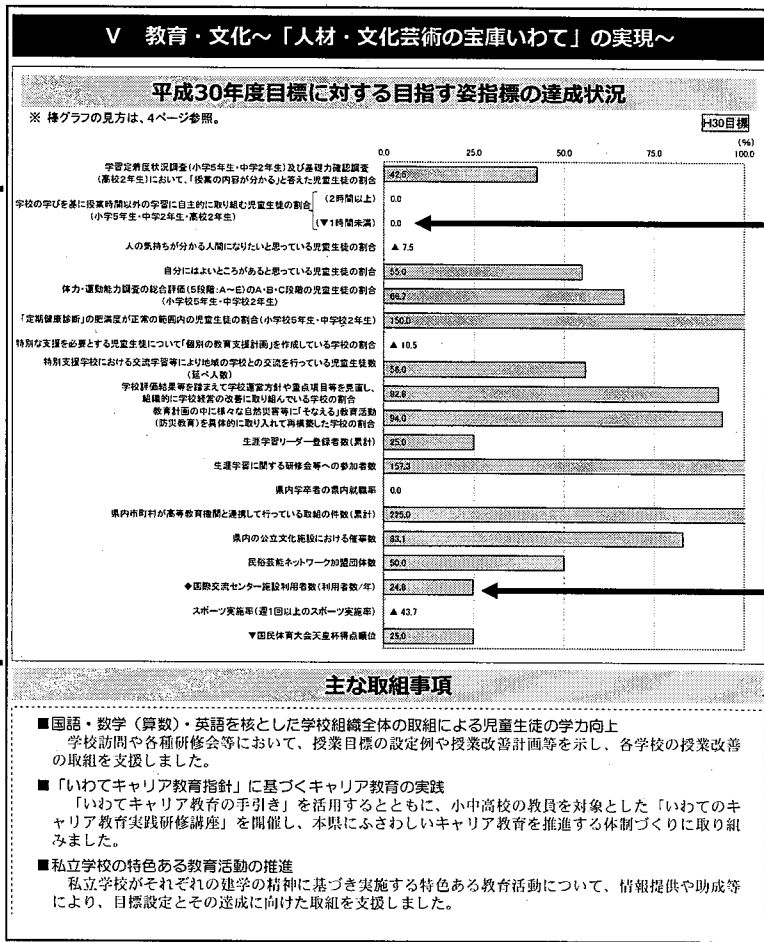 Ⅴ 教育・文化～「人材・文化芸術の宝庫いわて」の実現～
平成30年度目標に対する目指す姿指標の達成状況
※ 棒グラフの見方は、4ページ参照。
H30目標
(%)
0.0 25.0 50.0 75.0 100.0
学習定着度状況調査(小学5年生・中学2年生)及び基礎力確認調査
(高校2年生)において、「授業の内容が分かる」と答えた児童生徒の割合
42.5
学校の学びを基に授業時間以外の学習に自主的に取り組む児童生徒の割合
(小学5年生・中学2年生・高校2年生)
(2時間以上) 0.0
(▼1時間未満) 0.0
人の気持ちが分かる人間になりたいと思っている児童生徒の割合 ▲ 7.5
自分にはよいところがあると思っている児童生徒の割合 55.0
体力・運動能力調査の総合評価(5段階:A～E)のA・B・C段階の児童生徒の割合
(小学校5年生・中学校2年生)
66.7
「定期健康診断」の肥満度が正常の範囲内の児童生徒の割合(小学校5年生・中学校2年生) 150.0
特別な支援を必要とする児童生徒について「個別の教育支援計画」を作成している学校の割合 ▲ 10.5
特別支援学校における交流学習等により地域の学校との交流を行っている児童生徒数
(延べ人数)
56.0
学校評価結果等を踏まえて学校運営方針や重点項目等を見直し、
組織的に学校経営の改善に取り組んでいる学校の割合
92.8
教育計画の中に様々な自然災害等に「そなえる」教育活動
(防災教育)を具体的に取り入れて再構築した学校の割合
94.0
生涯学習リーダー登録者数(累計) 25.0
生涯学習に関する研修会等への参加者数 157.3
県内学卒者の県内就職率 0.0
県内市町村が高等教育機関と連携して行っている取組の件数(累計) 225.0
県内の公立文化施設における催事数 83.1
民俗芸能ネットワーク加盟団体数 50.0
◆国際交流センター施設利用者数(利用者数/年) 24.8
スポーツ実施率(週1回以上のスポーツ実施率) ▲ 43.7
▼国民体育大会天皇杯得点順位 25.0
主な取組事項
■国語・数学（算数）・英語を核とした学校組織全体の取組による児童生徒の学力向上
学校訪問や各種研修会等において、授業目標の設定例や授業改善計画等を示し、各学校の授業改善
の取組を支援しました。
■「いわてキャリア教育指針」に基づくキャリア教育の実践
「いわてキャリア教育の手引き」を活用するとともに、小中高校の教員を対象とした「いわてのキ
ャリア教育実践研修講座」を開催し、本県にふさわしいキャリア教育を推進する体制づくりに取り組
みました。
■私立学校の特色ある教育活動の推進
私立学校がそれぞれの建学の精神に基づき実施する特色ある教育活動について、情報提供や助成等
により、目標設定とその達成に向けた取組を支援しました。